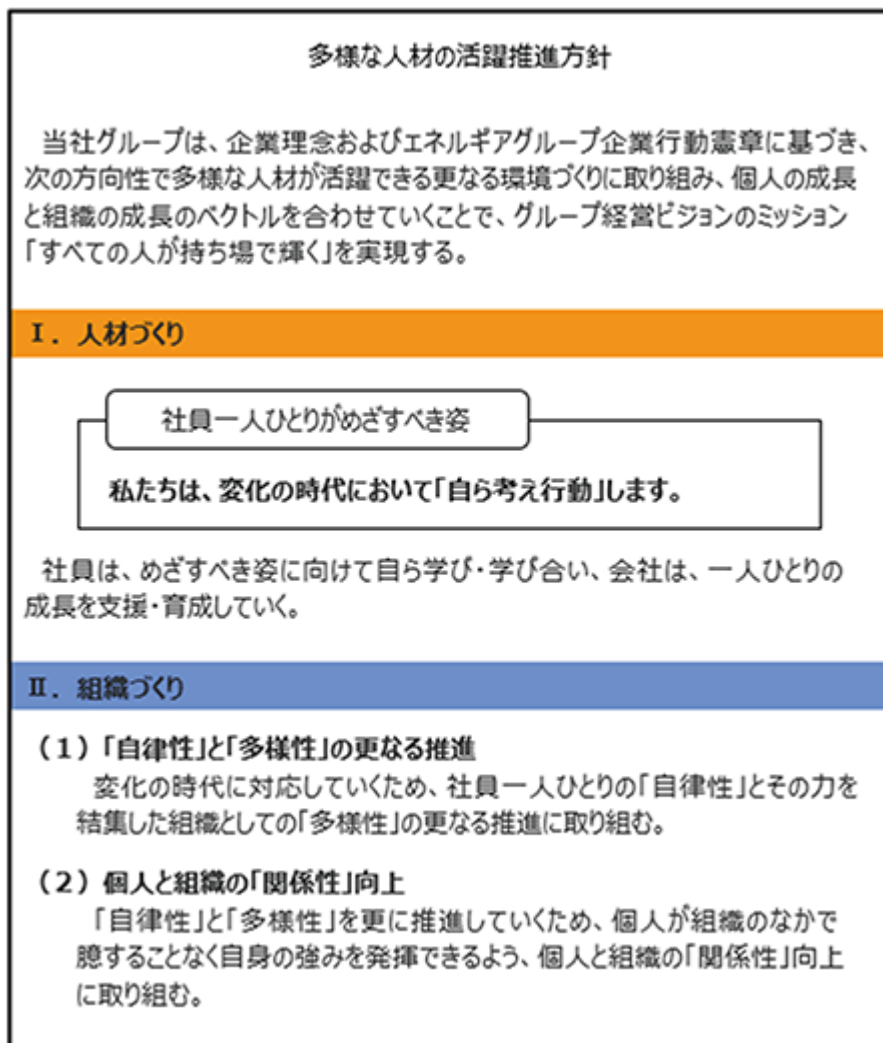 多様な人材の活躍推進方針
当社グループは、企業理念およびエネルギアグループ企業行動憲章に基づき、
次の方向性で多様な人材が活躍できる更なる環境づくりに取り組み、個人の成長
と組織の成長のベクトルを合わせていくことで、グループ経営ビジョンのミッション
「すべての人が持ち場で輝く」を実現する。
Ⅰ．人材づくり
社員一人ひとりがめざすべき姿
私たちは、変化の時代において「自ら考え行動」します。
社員は、めざすべき姿に向けて自ら学び・学び合い、会社は、一人ひとりの
成長を支援・育成していく。
Ⅱ．組織づくり
（１）「自律性」と「多様性」の更なる推進
変化の時代に対応していくため、社員一人ひとりの「自律性」とその力を
結集した組織としての「多様性」の更なる推進に取り組む。
（２）個人と組織の「関係性」向上
「自律性」と「多様性」を更に推進していくため、個人が組織のなかで
臆することなく自身の強みを発揮できるよう、個人と組織の「関係性」向上
に取り組む。